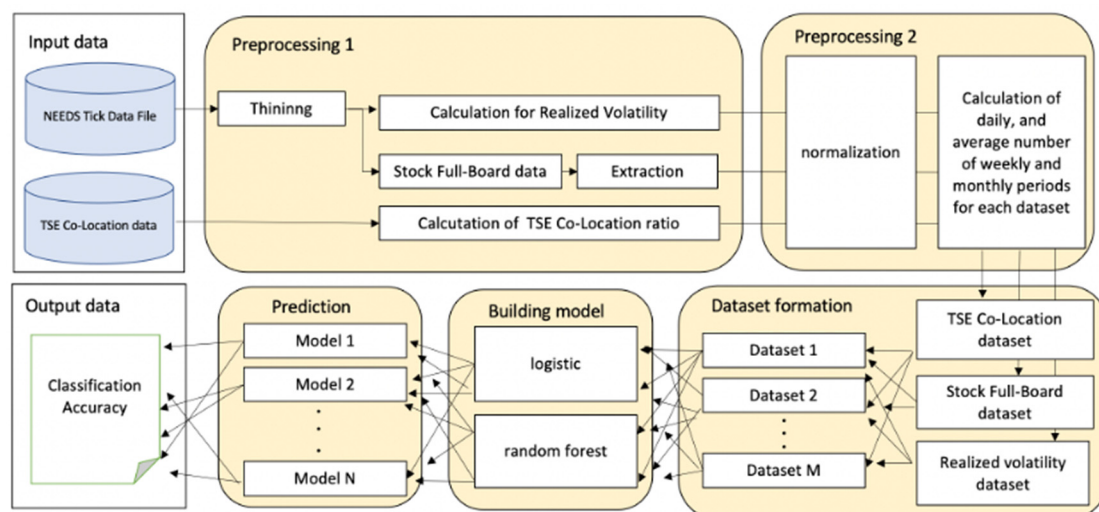 Input data
NEEDS Tick Data File
TSE Co-Location data
Preprocessing 1
Thininng
Calculation for Realized Volatility
Stock Full-Board data
Extraction
Calcutation of TSE Co-Location ratio
Preprocessing 2
normalization
Calculation of
daily, and
average number
of weekly and
monthly periods
for each dataset
Output data
Classification
Accuracy
Prediction
Model 1
Model 2
Model N
Building model
logistic
random forest
Dataset formation
Dataset 1
Dataset 2
Dataset M
TSE Co-Location
dataset
Stock Full-Board
dataset
Realized volatility
dataset